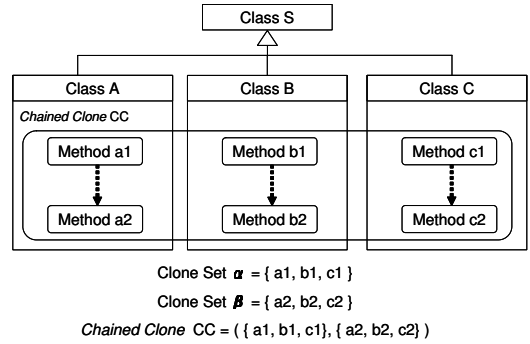 Class S
Class A
Class B
Class C
Chained Clone CC
Method a1
Method b1
Method c1
Method a2
Method b2
Method c2
Clone Set α = { a1, b1, c1 }
Clone Set β = { a2, b2, c2 }
Chained Clone CC = ( { a1, b1, c1}, { a2, b2, c2} )